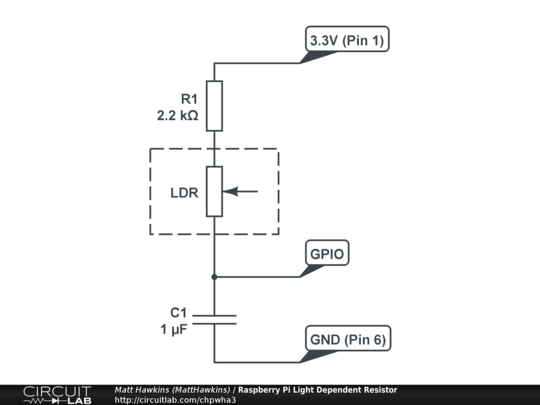 3.3V (Pin 1)
R1
2.2 kΩ
LDR
GPIO
C1
1 µF
GND (Pin 6)
CIRCUIT
LAB
Matt Hawkins (MattHawkins) / Raspberry Pi Light Dependent Resistor
http://circuitlab.com/chpwha3